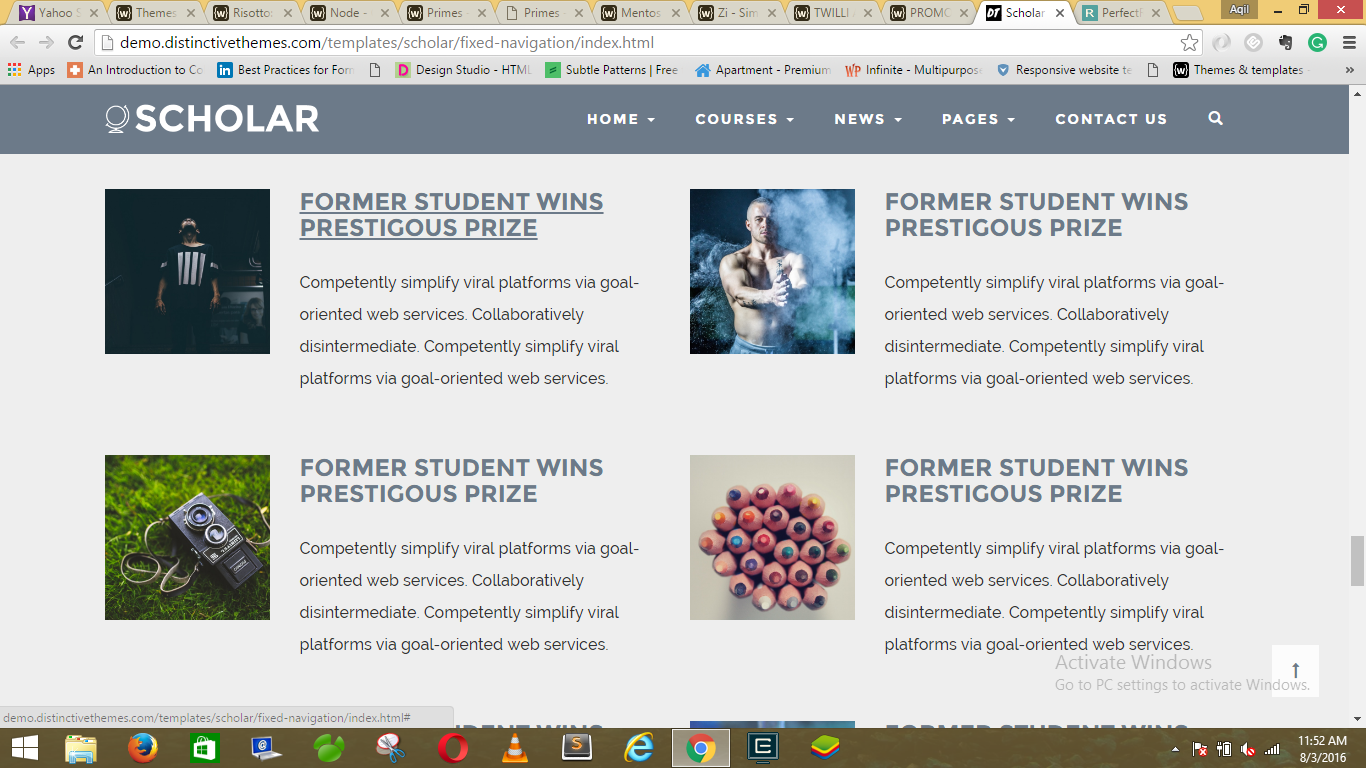 Yahoo S
Themes
Risotto
Node -
Primes
Primes
Mentos
Zi - Sim
TWILLI
PROMO
Scholar
PerfectF
Aqil
demo.distinctivethemes.com/templates/scholar/fixed-navigation/index.html
Apps
An Introduction to Co
Best Practices for Form
Design Studio - HTML
Subtle Patterns | Free
Apartment - Premium
Infinite - Multipurpose
Responsive website te
Themes & templates
»
SCHOLAR
HOME
COURSES
NEWS
PAGES
CONTACT US
FORMER STUDENT WINS
PRESTIGOUS PRIZE
Competently simplify viral platforms via goal-
oriented web services. Collaboratively
disintermediate. Competently simplify viral
platforms via goal-oriented web services.
FORMER STUDENT WINS
PRESTIGOUS PRIZE
Competently simplify viral platforms via goal-
oriented web services. Collaboratively
disintermediate. Competently simplify viral
platforms via goal-oriented web services.
FORMER STUDENT WINS
PRESTIGOUS PRIZE
Competently simplify viral platforms via goal-
oriented web services. Collaboratively
disintermediate. Competently simplify viral
platforms via goal-oriented web services.
FORMER STUDENT WINS
PRESTIGOUS PRIZE
Competently simplify viral platforms via goal-
oriented web services. Collaboratively
disintermediate. Competently simplify viral
platforms via goal-oriented web services.
Activate Windows
Go to PC settings to activate Windows.
demo.distinctivethemes.com/templates/scholar/fixed-navigation/index.html#
STUDENT WINS
FORMER STUDENT WINS
11:52 AM
8/3/2016